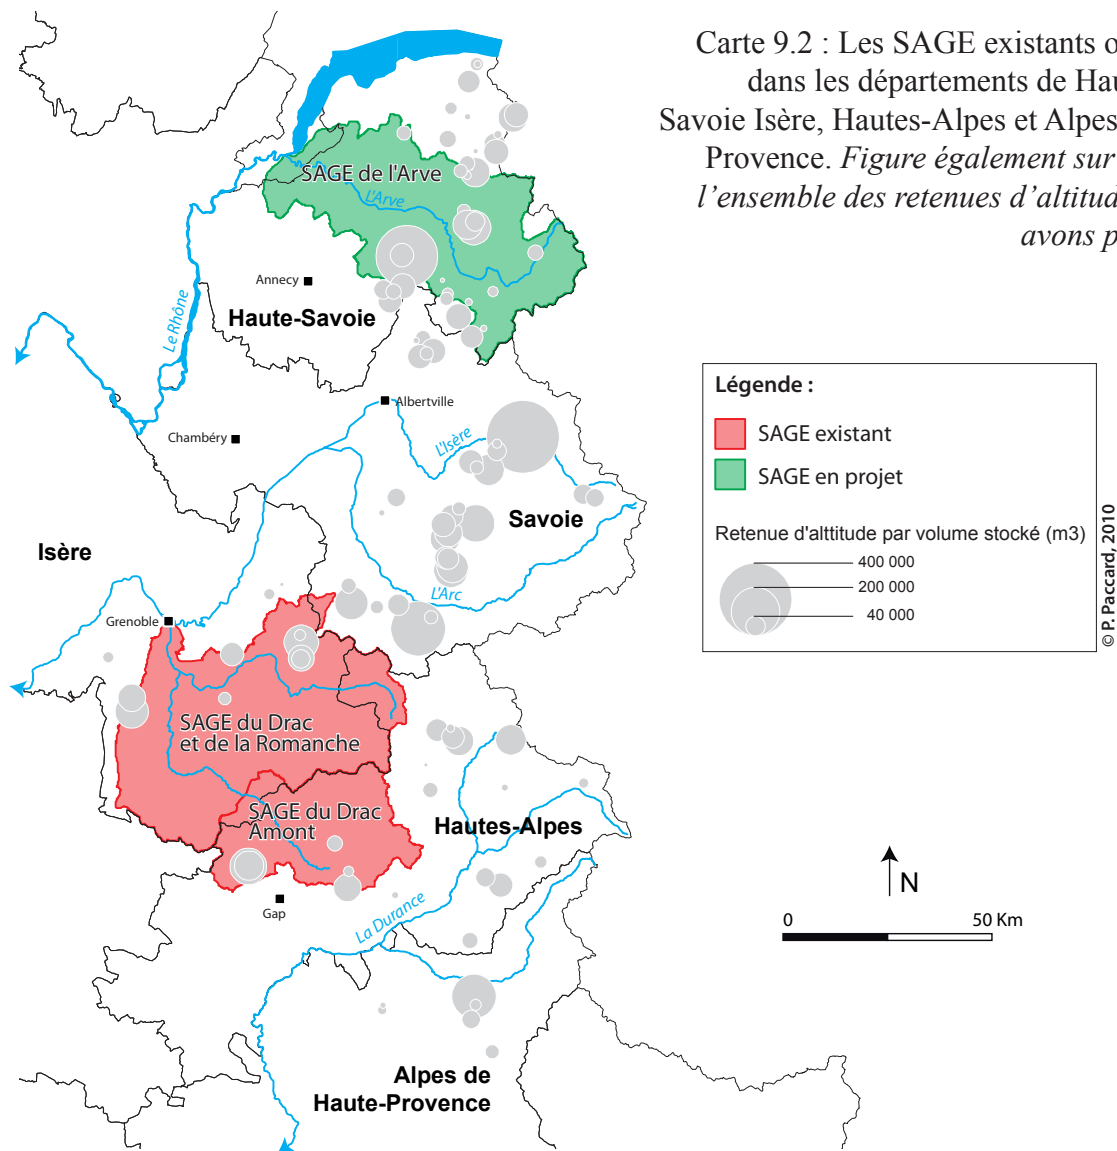 Carte 9.2 : Les SAGE existants o
dans les départements de Hau
Savoie Isère, Hautes-Alpes et Alpes
Provence. Figure également sur
l'ensemble des retenues d'altitud
avons p
SAGE de l'Arve
L'Arve
Annecy
Le Rhône
Haute-Savoie
Albertville
Chambéry
L'Isère
Savoie
Isère
L'Arc
Grenoble
SAGE du Drac
et de la Romanche
SAGE du Drac
Amont
Hautes-Alpes
Gap
La Durance
Alpes de
Haute-Provence
Légende :
SAGE existant
SAGE en projet
Retenue d'alttitude par volume stocké (m3)
400 000
200 000
40 000
© P. Paccard, 2010
N
0 50 Km